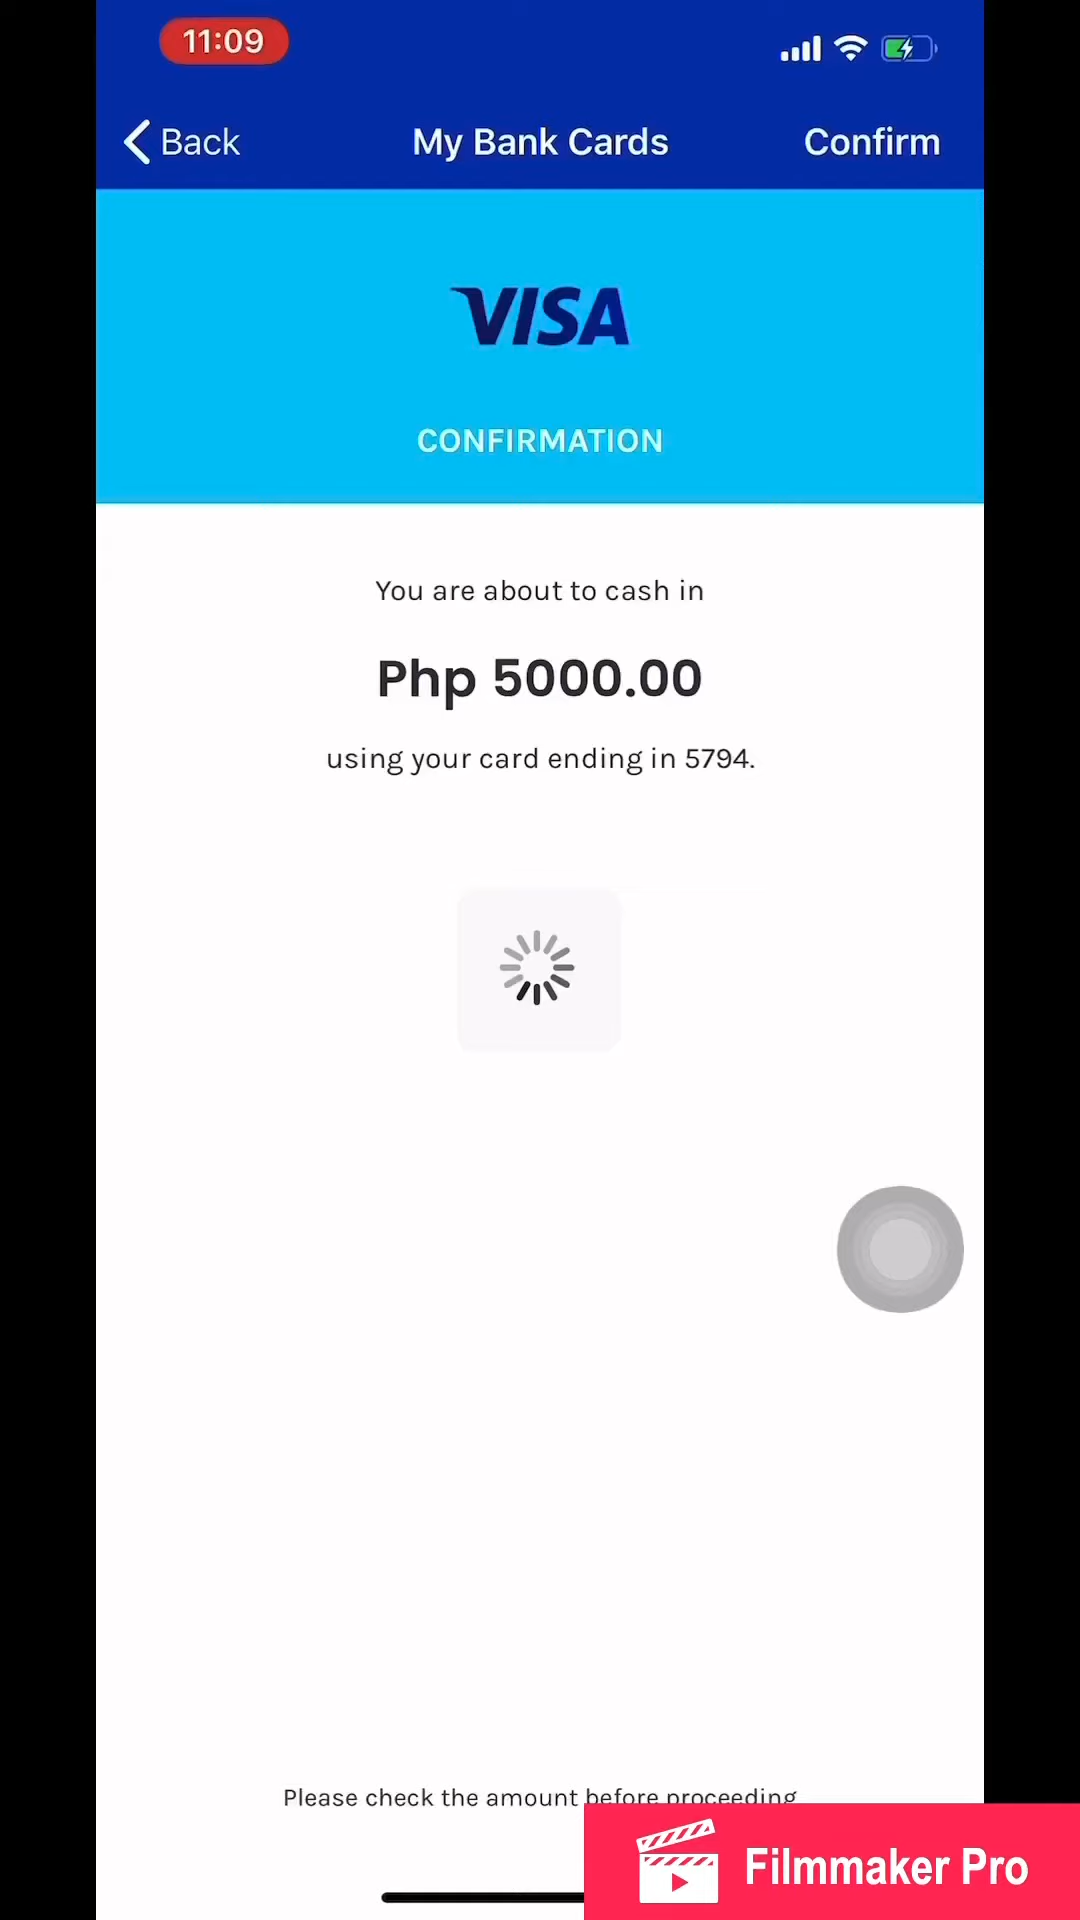 11:09
Back
My Bank Cards
Confirm
VISA
CONFIRMATION
You are about to cash in
Php 5000.00
using your card ending in 5794.
Please check the amount before proceeding
Filmmaker Pro